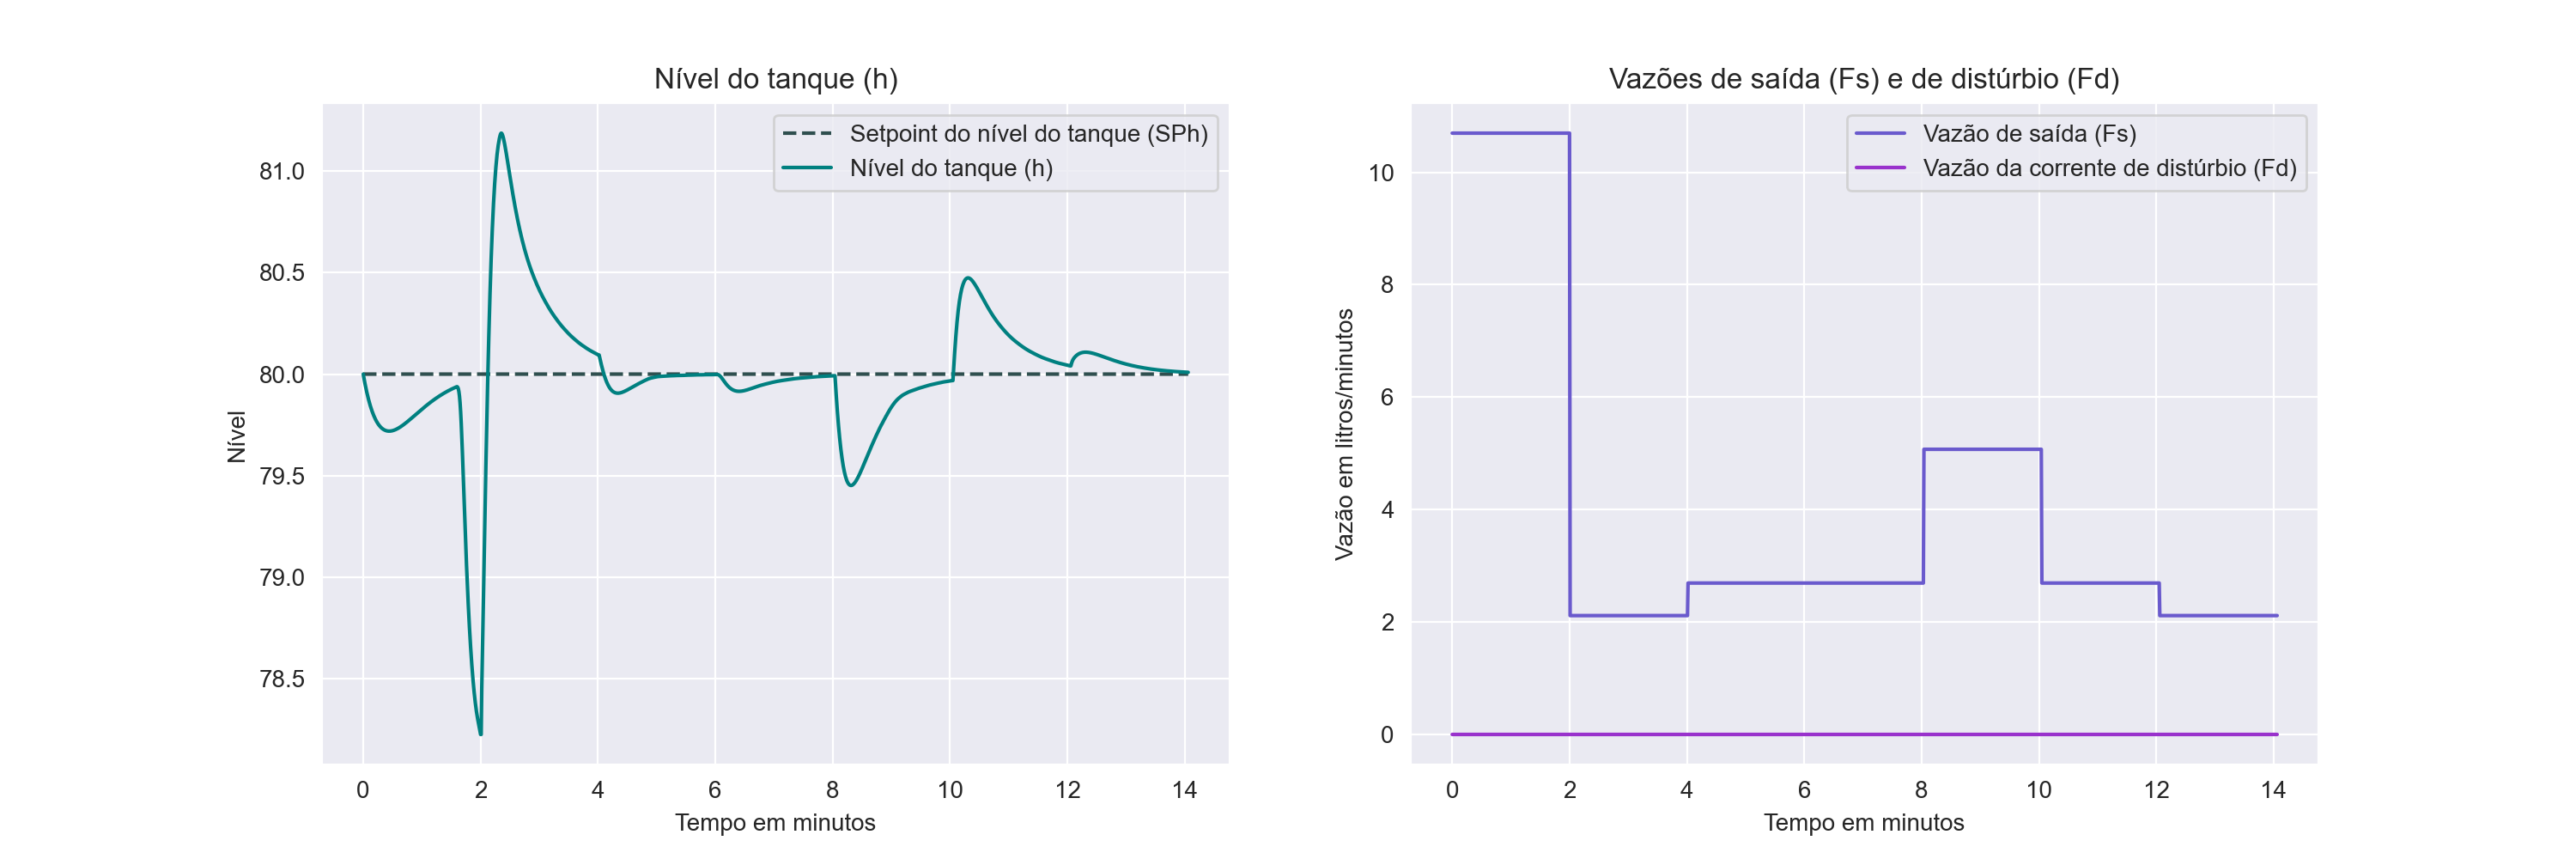 Nível do tanque (h)
Setpoint do nível do tanque (SPh)
Nível do tanque (h)
81.0
80.5
80.0
79.5
79.0
78.5
Nível
0 2 4 6 8 10 12 14
Tempo em minutos
Vazões de saída (Fs) e de distúrbio (Fd)
Vazão de saída (Fs)
Vazão da corrente de distúrbio (Fd)
10
8
6
4
2
0
Vazão em litros/minutos
0 2 4 6 8 10 12 14
Tempo em minutos